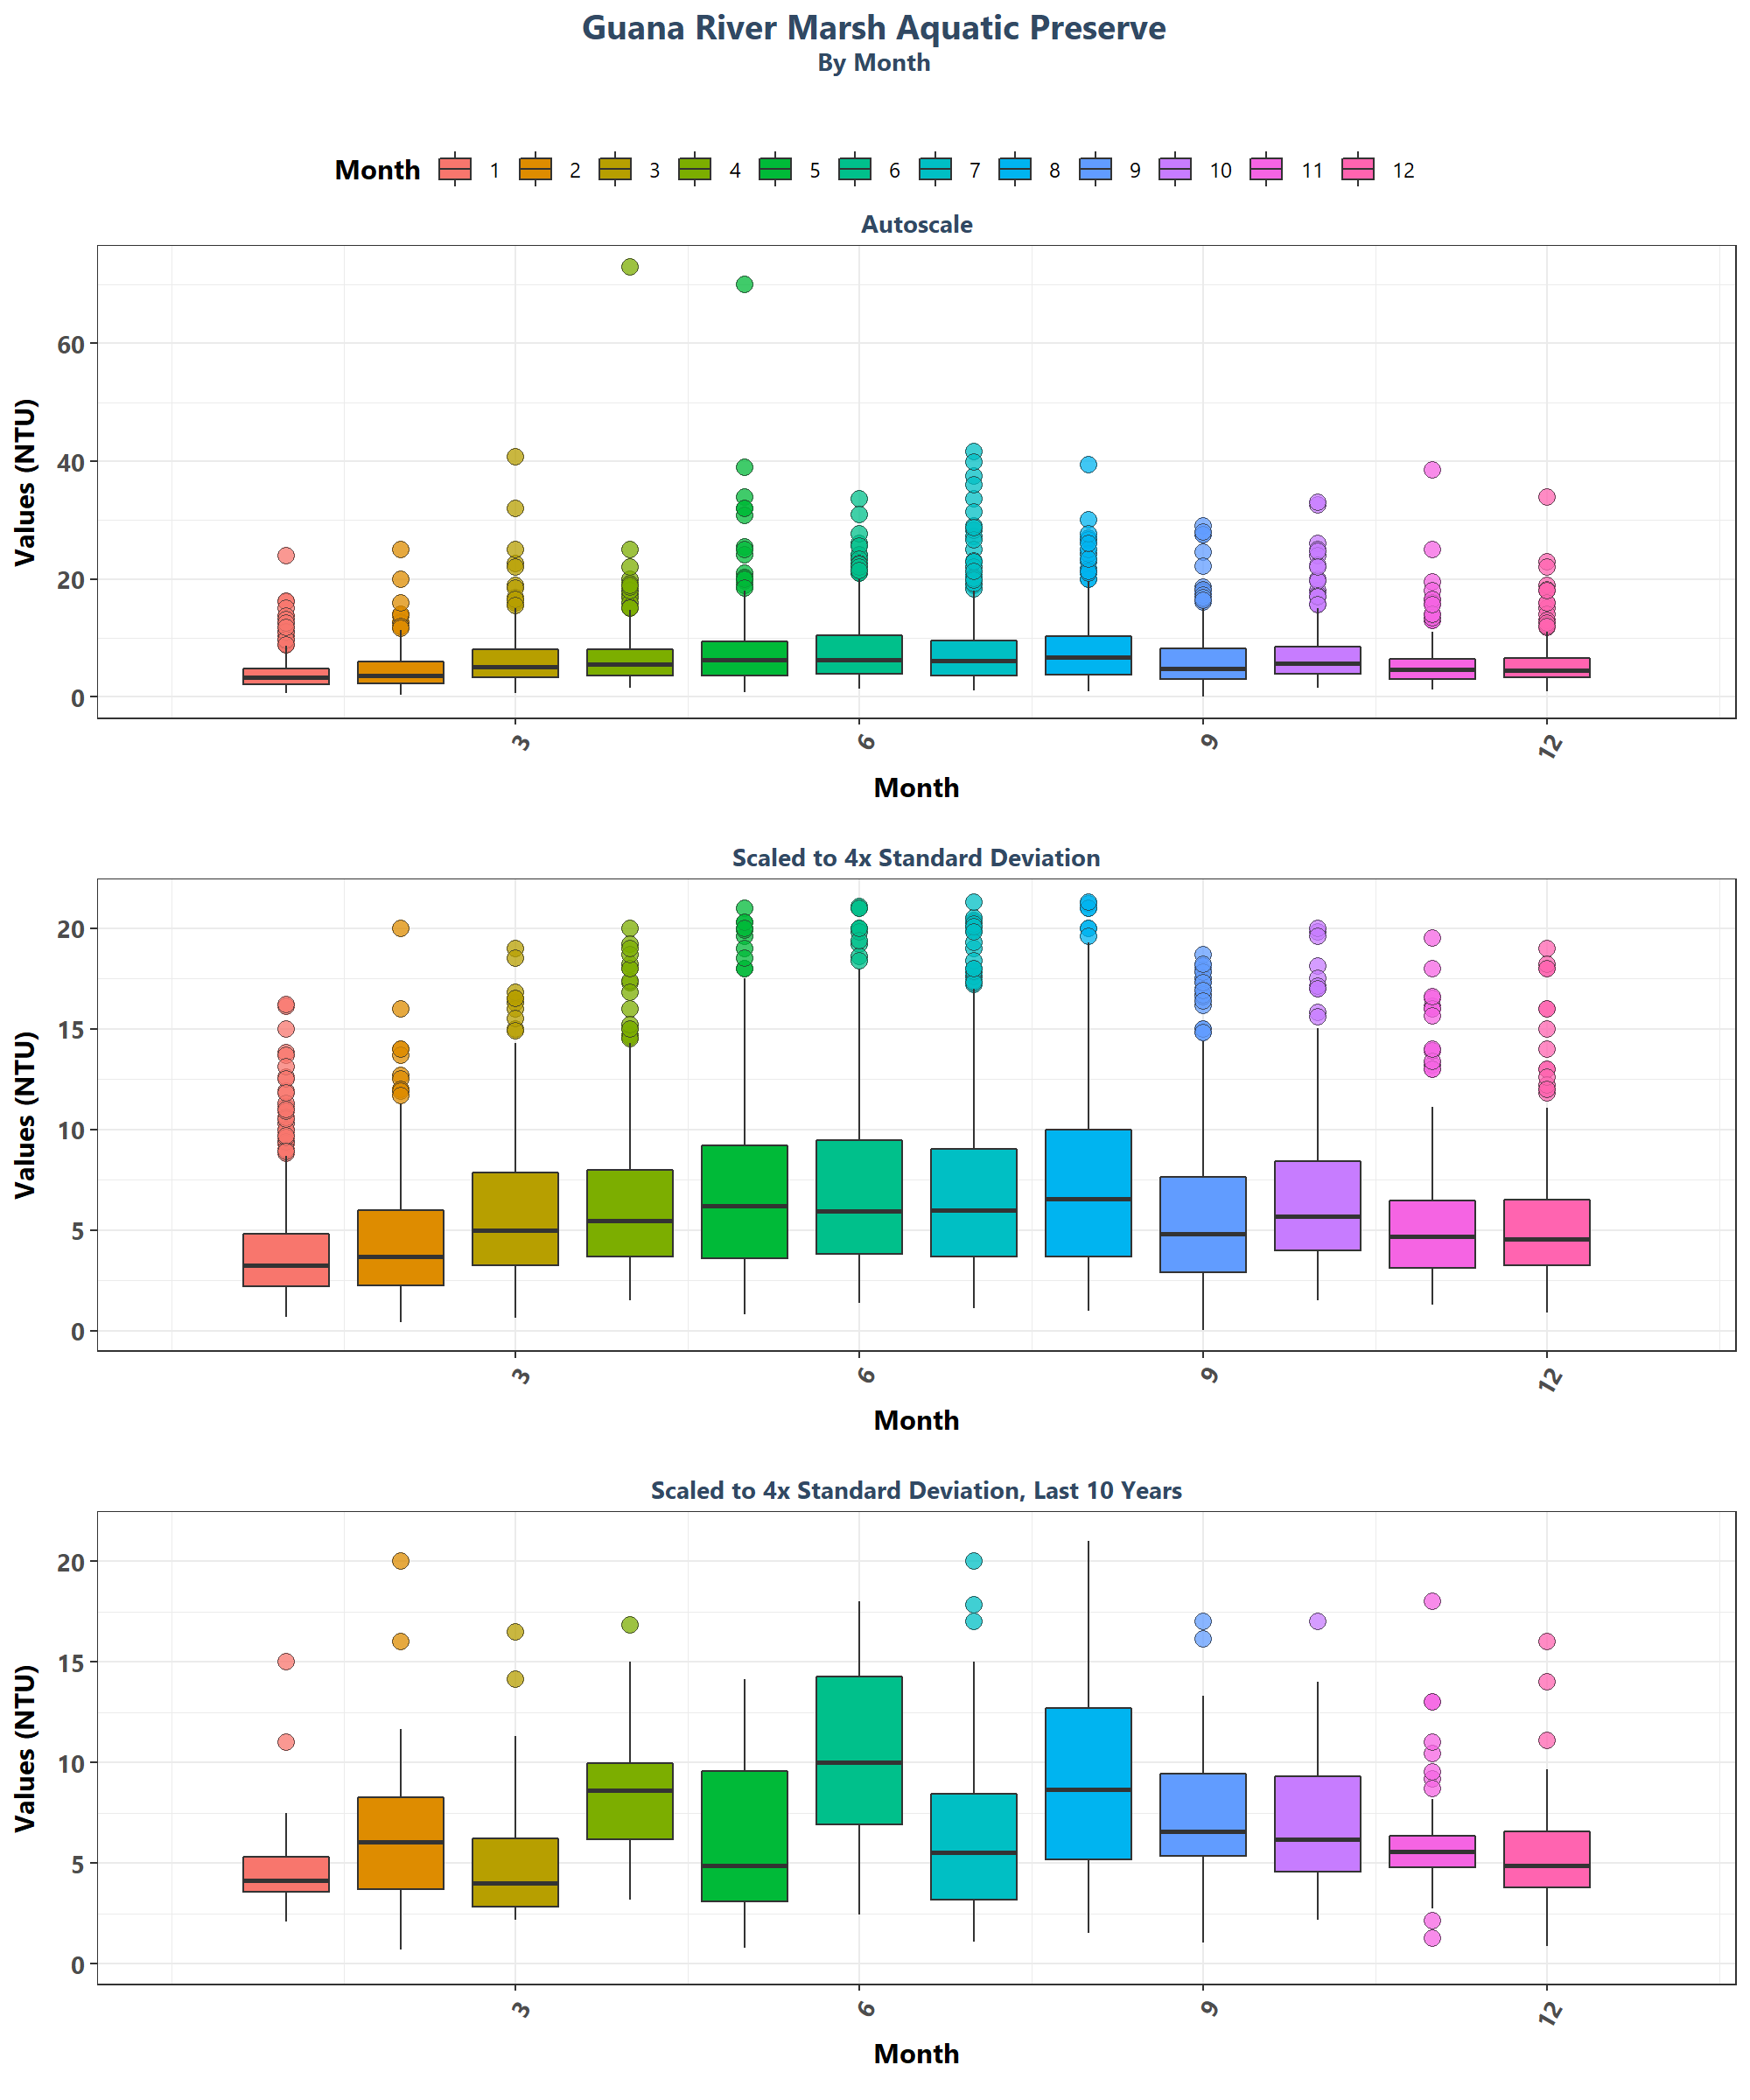 Guana River Marsh Aquatic Preserve
By Month
Month 1 2 3 4 5 6 7 8 9 10 11 12
Autoscale
Values (NTU)
60
40
20
0
3 6 9 12
Month
Scaled to 4x Standard Deviation
Values (NTU)
20
15
10
5
0
3 6 9 12
Month
Scaled to 4x Standard Deviation, Last 10 Years
Values (NTU)
20
15
10
5
0
3 6 9 12
Month